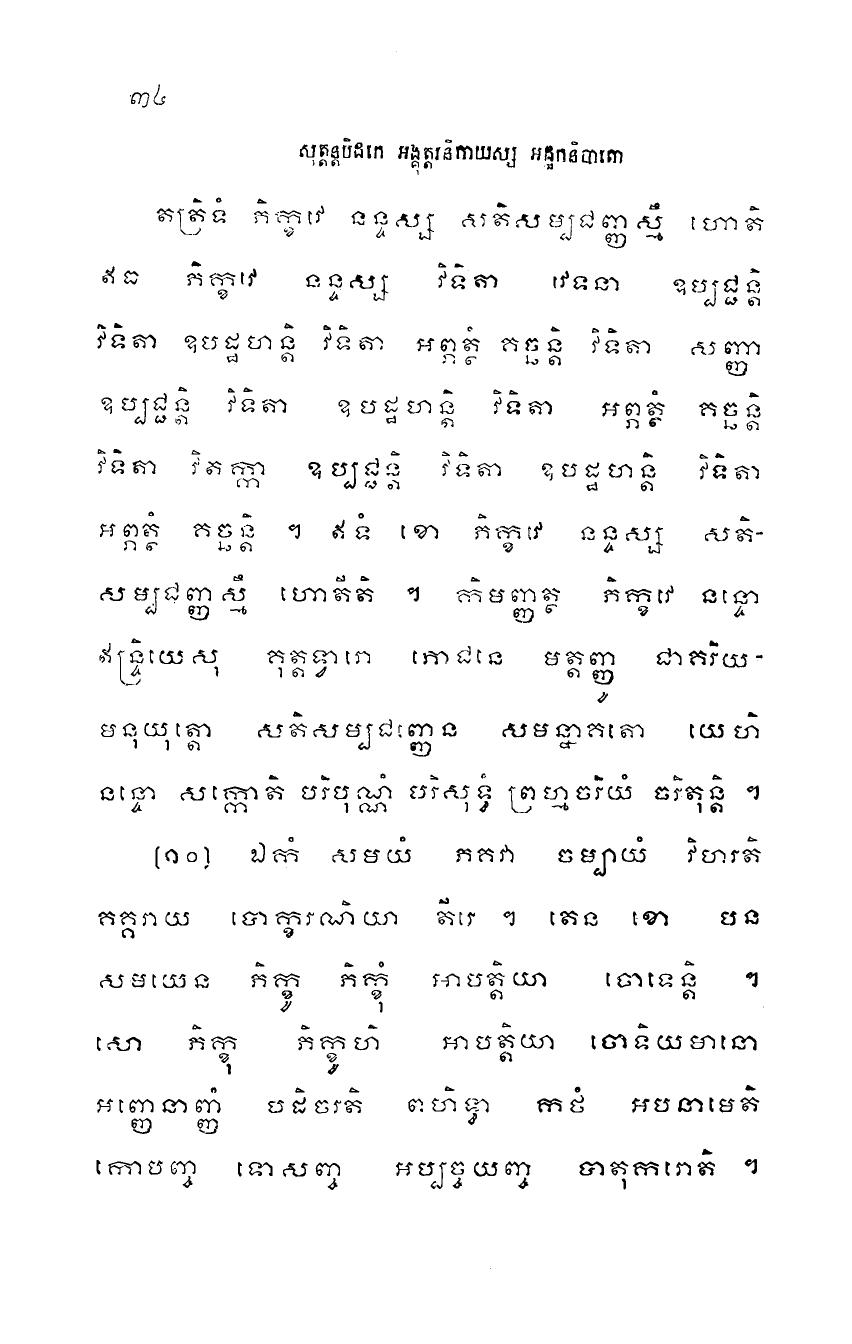 ៣៤
សុត្តន្តបិដកេ អង្គុត្តរនិកាយស្ស អដ្ឋកនិបាតោ
តត្រិទំ ភិក្ខវេ នន្ទស្ស សតិសម្បជញ្ញស្មឹ ហោតិ
ឥធ ភិក្ខវេ នន្ទស្ស វិទិតា វេទនា ឧប្បជ្ជន្តិ
វិទិតា ឧបដ្ឋហន្តិ វិទិតា អព្ភត្ថំ គច្ឆន្តិ វិទិតា សញ្ញា
ឧប្បជ្ជន្តិ វិទិតា ឧបដ្ឋហន្តិ វិទិតា អព្ភត្ថំ គច្ឆន្តិ
វិទិតា វិតក្កា ឧប្បជ្ជន្តិ វិទិតា ឧបដ្ឋហន្តិ វិទិតា
អព្ភត្ថំ គច្ឆន្តិ ។ ឥទំ ខោ ភិក្ខវេ នន្ទស្ស សតិ-
សម្បជញ្ញស្មឹ ហោតីតិ ។ កិមញ្ញត្ថ ភិក្ខវេ នន្ទោ
ឥន្ទ្រិយេសុ គុត្តទ្វារោ ភោជនេ មត្តញ្ញូ ជាគរិយ-
មនុយុត្តោ សតិសម្បជញ្ញេន សមន្នាគតោ យេហិ
នន្ទោ សក្កោតិ បរិបុណ្ណំ បរិសុទ្ធំ ព្រហ្មចរិយំ ចរិតុន្តិ ។
[១០] ឯកំ សមយំ ភគវា ចម្បាយំ វិហរតិ
គគ្គរាយ បោក្ខរណិយា តីរេ ។ តេន ខោ បន
សមយេន ភិក្ខូ ភិក្ខុំ អាបត្តិយា ចោទេន្តិ ។
សោ ភិក្ខុ ភិក្ខូហិ អាបត្តិយា ចោទិយមានោ
អញ្ញេនាញ្ញំ បដិចរតិ ពហិទ្ធា កថំ អបនាមេតិ
កោបញ្ច ទោសញ្ច អប្បច្ចយញ្ច បាតុករោតិ ។